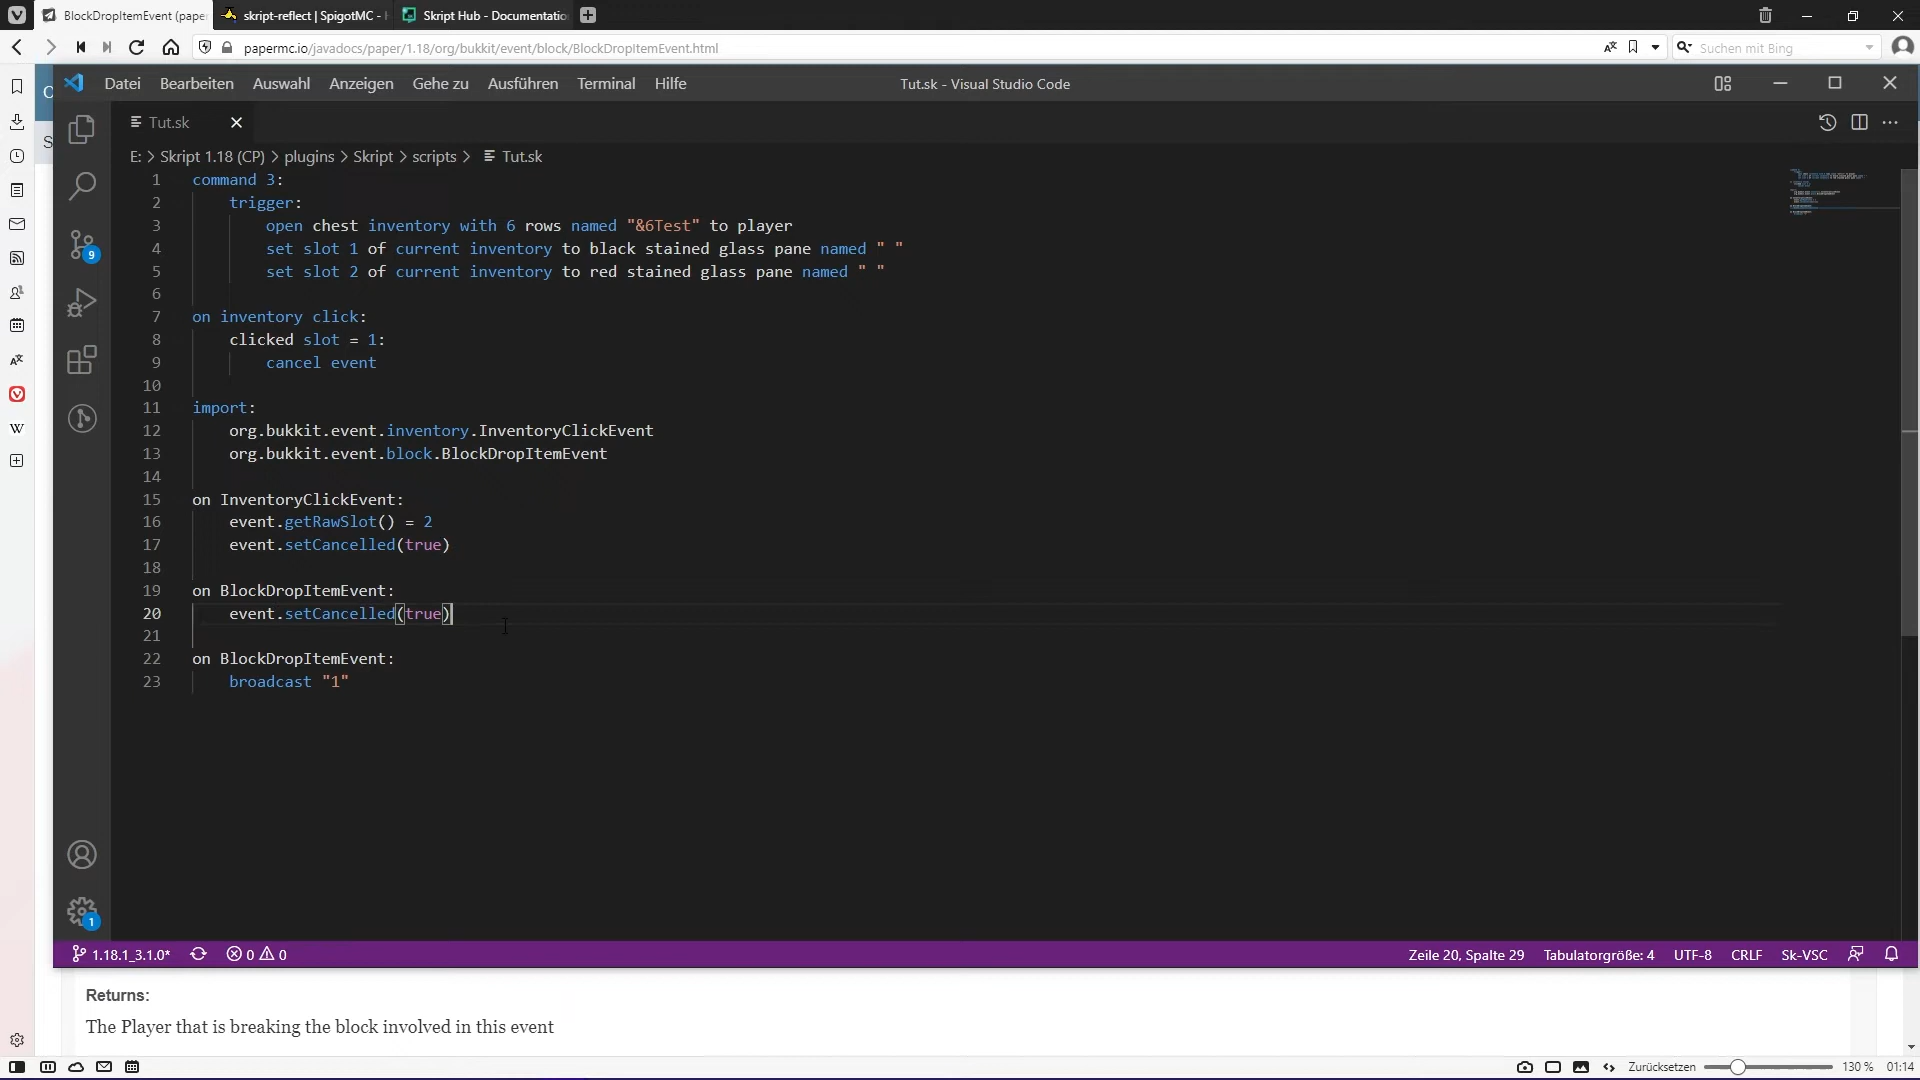 BlockDropItemEvent (paper
skript-reflect | SpigotMC -
Skript Hub - Documentatio
papermc.io/javadocs/paper/1.18/org/bukkit/event/block/BlockDropItemEvent.html
Suchen mit Bing
Datei Bearbeiten Auswahl Anzeigen Gehe zu Ausführen Terminal Hilfe
Tut.sk - Visual Studio Code
Tut.sk
E: > Skript 1.18 (CP) > plugins > Skript > scripts > Tut.sk
1 command 3:
2 trigger:
3 open chest inventory with 6 rows named "&6Test" to player
4 set slot 1 of current inventory to black stained glass pane named " "
5 set slot 2 of current inventory to red stained glass pane named " "
6
7 on inventory click:
8 clicked slot = 1:
9 cancel event
10
11 import:
12 org.bukkit.event.inventory.InventoryClickEvent
13 org.bukkit.event.block.BlockDropItemEvent
14
15 on InventoryClickEvent:
16 event.getRawSlot() = 2
17 event.setCancelled(true)
18
19 on BlockDropItemEvent:
20 event.setCancelled(true)
21
22 on BlockDropItemEvent:
23 broadcast "1"
9
1
1.18.1_3.1.0*
0 0
Zeile 20, Spalte 29 Tabulatorgröße: 4 UTF-8 CRLF Sk-VSC
Returns:
The Player that is breaking the block involved in this event
Zurücksetzen 130 % 01:14